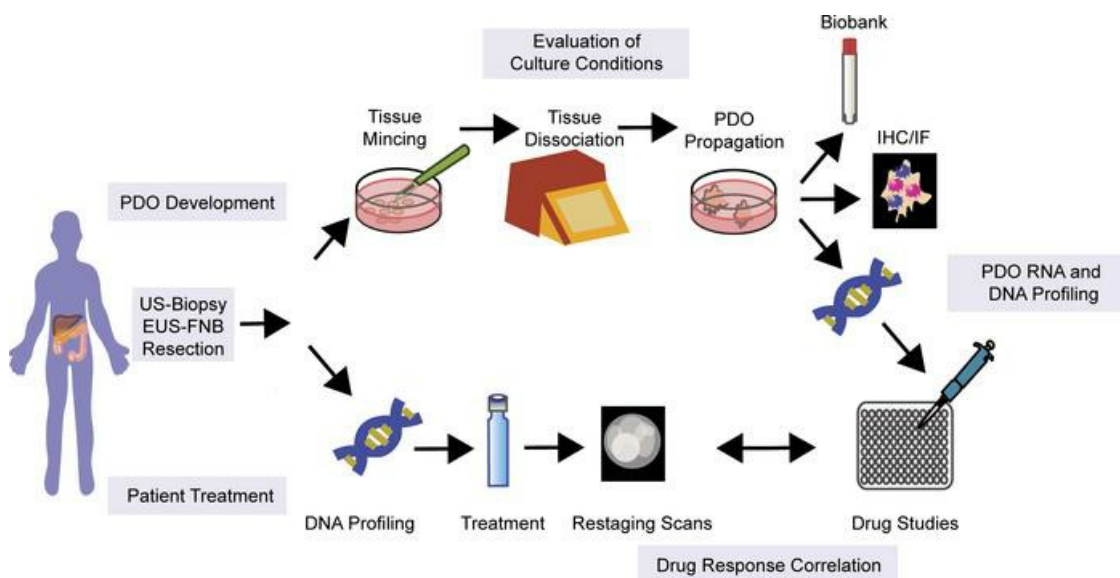 Biobank
Evaluation of
Culture Conditions
Tissue
Mincing
Tissue
Dissociation
PDO
Propagation
IHC/IF
PDO Development
PDO RNA and
DNA Profiling
US-Biopsy
EUS-FNB
Resection
Patient Treatment
DNA Profiling
Treatment
Restaging Scans
Drug Studies
Drug Response Correlation